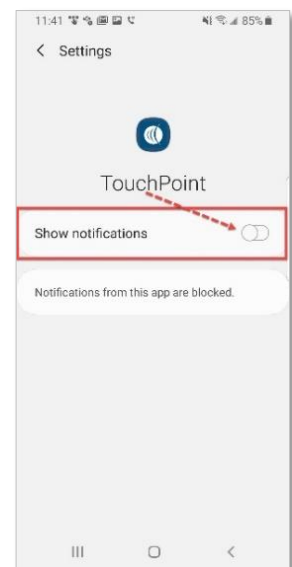 11:41 85%
Settings
TouchPoint
Show notifications
Notifications from this app are blocked.